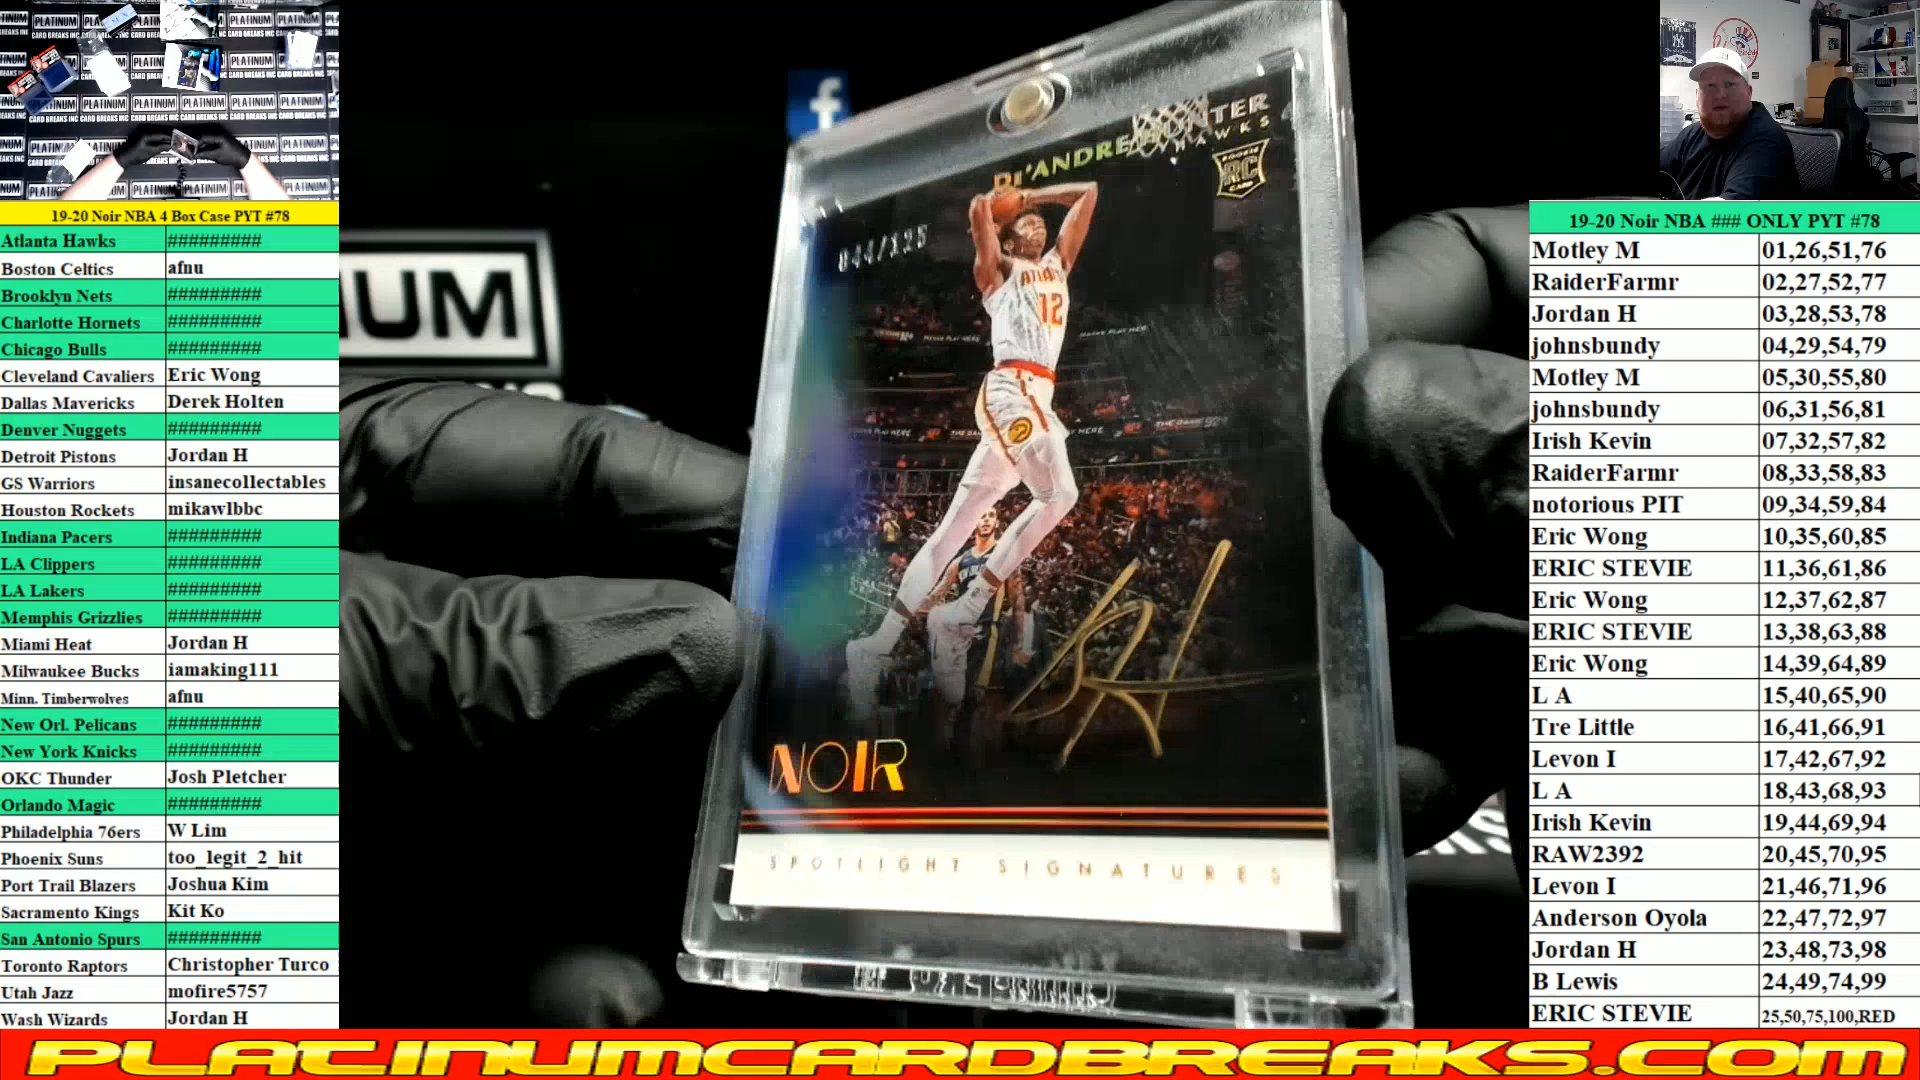 19-20 Noir NBA 4 Box Case PYT #78
Atlanta Hawks #########
Boston Celtics afnu
Brooklyn Nets #########
Charlotte Hornets #########
Chicago Bulls #########
Cleveland Cavaliers Eric Wong
Dallas Mavericks Derek Holten
Denver Nuggets #########
Detroit Pistons Jordan H
GS Warriors insanecollectables
Houston Rockets mikawlbbc
Indiana Pacers #########
LA Clippers #########
LA Lakers #########
Memphis Grizzlies #########
Miami Heat Jordan H
Milwaukee Bucks iamaking111
Minn. Timberwolves afnu
New Orl. Pelicans #########
New York Knicks #########
OKC Thunder Josh Pletcher
Orlando Magic #########
Philadelphia 76ers W Lim
Phoenix Suns too_legit_2_hit
Port Trail Blazers Joshua Kim
Sacramento Kings Kit Ko
San Antonio Spurs #########
Toronto Raptors Christopher Turco
Utah Jazz mofire5757
Wash Wizards Jordan H
DE'ANDRE HUNTER
HAWKS
ROOKIE
RC
CARD
044/125
ATLANTA
12
NOIR
SPOTLIGHT SIGNATURES
19-20 Noir NBA ### ONLY PYT #78
Motley M 01,26,51,76
RaiderFarmr 02,27,52,77
Jordan H 03,28,53,78
johnsbundy 04,29,54,79
Motley M 05,30,55,80
johnsbundy 06,31,56,81
Irish Kevin 07,32,57,82
RaiderFarmr 08,33,58,83
notorious PIT 09,34,59,84
Eric Wong 10,35,60,85
ERIC STEVIE 11,36,61,86
Eric Wong 12,37,62,87
ERIC STEVIE 13,38,63,88
Eric Wong 14,39,64,89
L A 15,40,65,90
Tre Little 16,41,66,91
Levon I 17,42,67,92
L A 18,43,68,93
Irish Kevin 19,44,69,94
RAW2392 20,45,70,95
Levon I 21,46,71,96
Anderson Oyola 22,47,72,97
Jordan H 23,48,73,98
B Lewis 24,49,74,99
ERIC STEVIE 25,50,75,100,RED
PLATINUMCARDBREAKS.COM